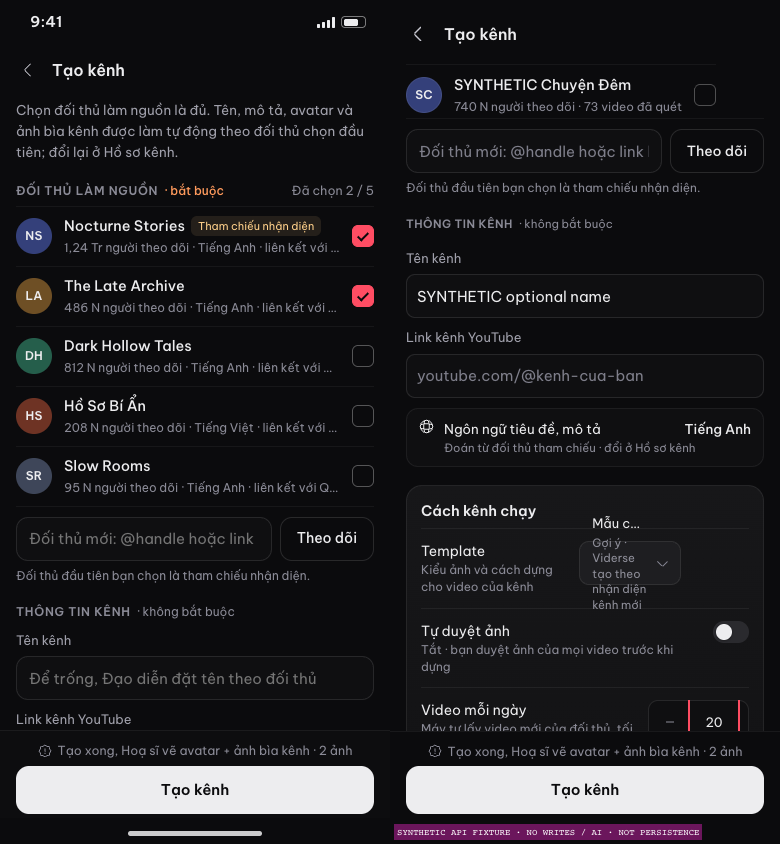 9:41
Tạo kênh
Chọn đối thủ làm nguồn là đủ. Tên, mô tả, avatar và
ảnh bìa kênh được làm tự động theo đối thủ chọn đầu
tiên; đổi lại ở Hồ sơ kênh.
ĐỐI THỦ LÀM NGUỒN · bắt buộc Đã chọn 2 / 5
NS Nocturne Stories Tham chiếu nhận diện
1,24 Tr người theo dõi · Tiếng Anh · liên kết với ...
LA The Late Archive
486 N người theo dõi · Tiếng Anh · liên kết với ...
DH Dark Hollow Tales
812 N người theo dõi · Tiếng Anh · liên kết với ...
HS Hồ Sơ Bí Ẩn
208 N người theo dõi · Tiếng Việt · liên kết với ...
SR Slow Rooms
95 N người theo dõi · Tiếng Anh · liên kết với Q...
Đối thủ mới: @handle hoặc link Theo dõi
Đối thủ đầu tiên bạn chọn là tham chiếu nhận diện.
THÔNG TIN KÊNH · không bắt buộc
Tên kênh
Để trống, Đạo diễn đặt tên theo đối thủ
Link kênh YouTube
Tạo xong, Hoạ sĩ vẽ avatar + ảnh bìa kênh · 2 ảnh
Tạo kênh
Tạo kênh
SC SYNTHETIC Chuyện Đêm
740 N người theo dõi · 73 video đã quét
Đối thủ mới: @handle hoặc link Theo dõi
Đối thủ đầu tiên bạn chọn là tham chiếu nhận diện.
THÔNG TIN KÊNH · không bắt buộc
Tên kênh
SYNTHETIC optional name
Link kênh YouTube
youtube.com/@kenh-cua-ban
Ngôn ngữ tiêu đề, mô tả Tiếng Anh
Đoán từ đối thủ tham chiếu · đổi ở Hồ sơ kênh
Cách kênh chạy
Template
Kiểu ảnh và cách dựng
cho video của kênh
Mẫu c...
Gợi ý ·
Viderse
tạo theo
nhận diện
kênh mới
Tự duyệt ảnh
Tắt · bạn duyệt ảnh của mọi video trước khi
dựng
Video mỗi ngày − 20
Máy tự lấy video mới của đối thủ, tối
Tạo xong, Hoạ sĩ vẽ avatar + ảnh bìa kênh · 2 ảnh
Tạo kênh
SYNTHETIC API FIXTURE · NO WRITES / AI · NOT PERSISTENCE